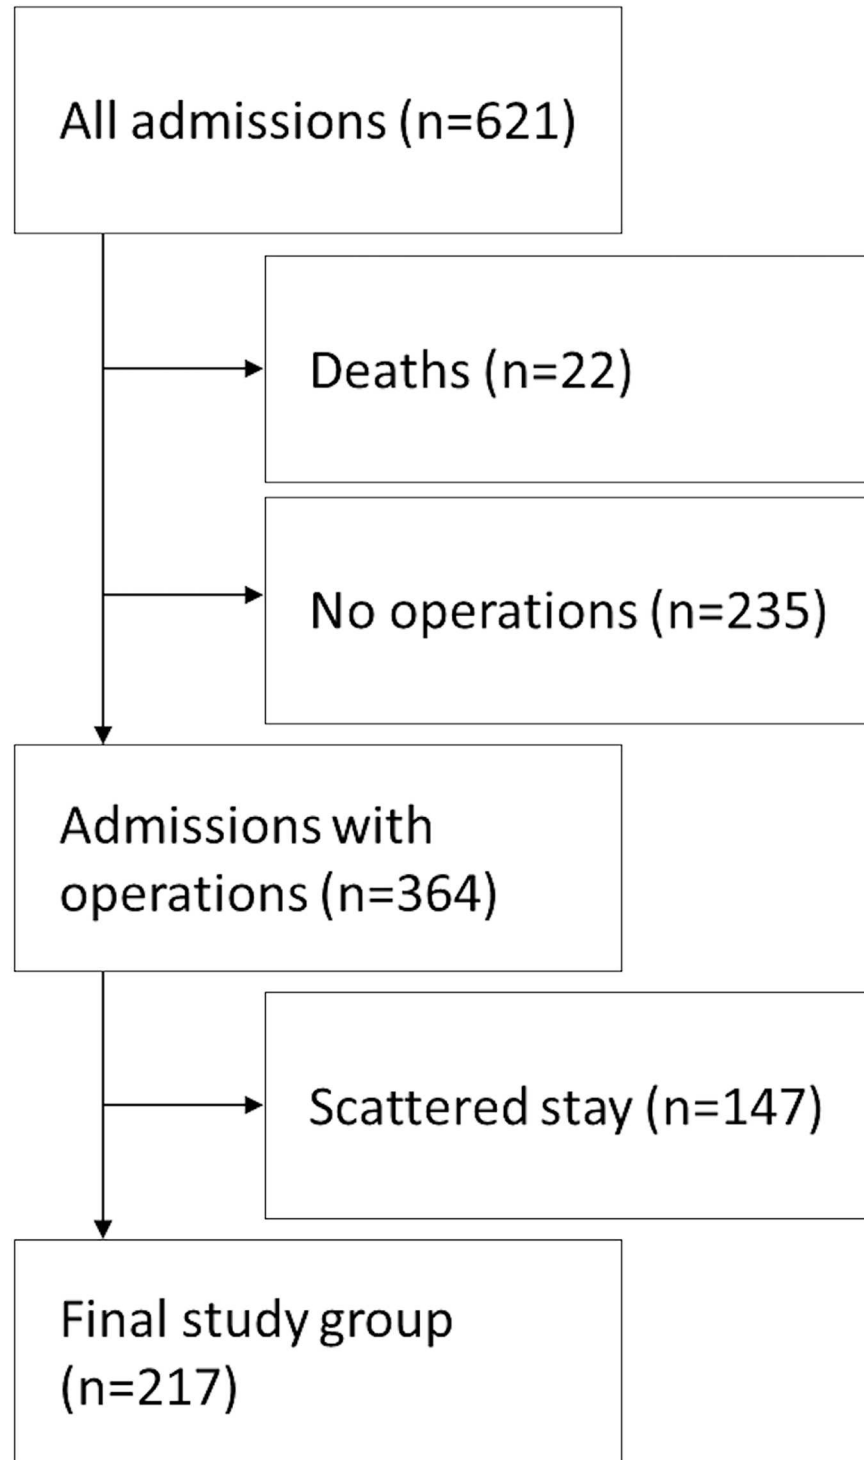 All admissions (n=621)
Deaths (n=22)
No operations (n=235)
Admissions with
operations (n=364)
Scattered stay (n=147)
Final study group
(n=217)